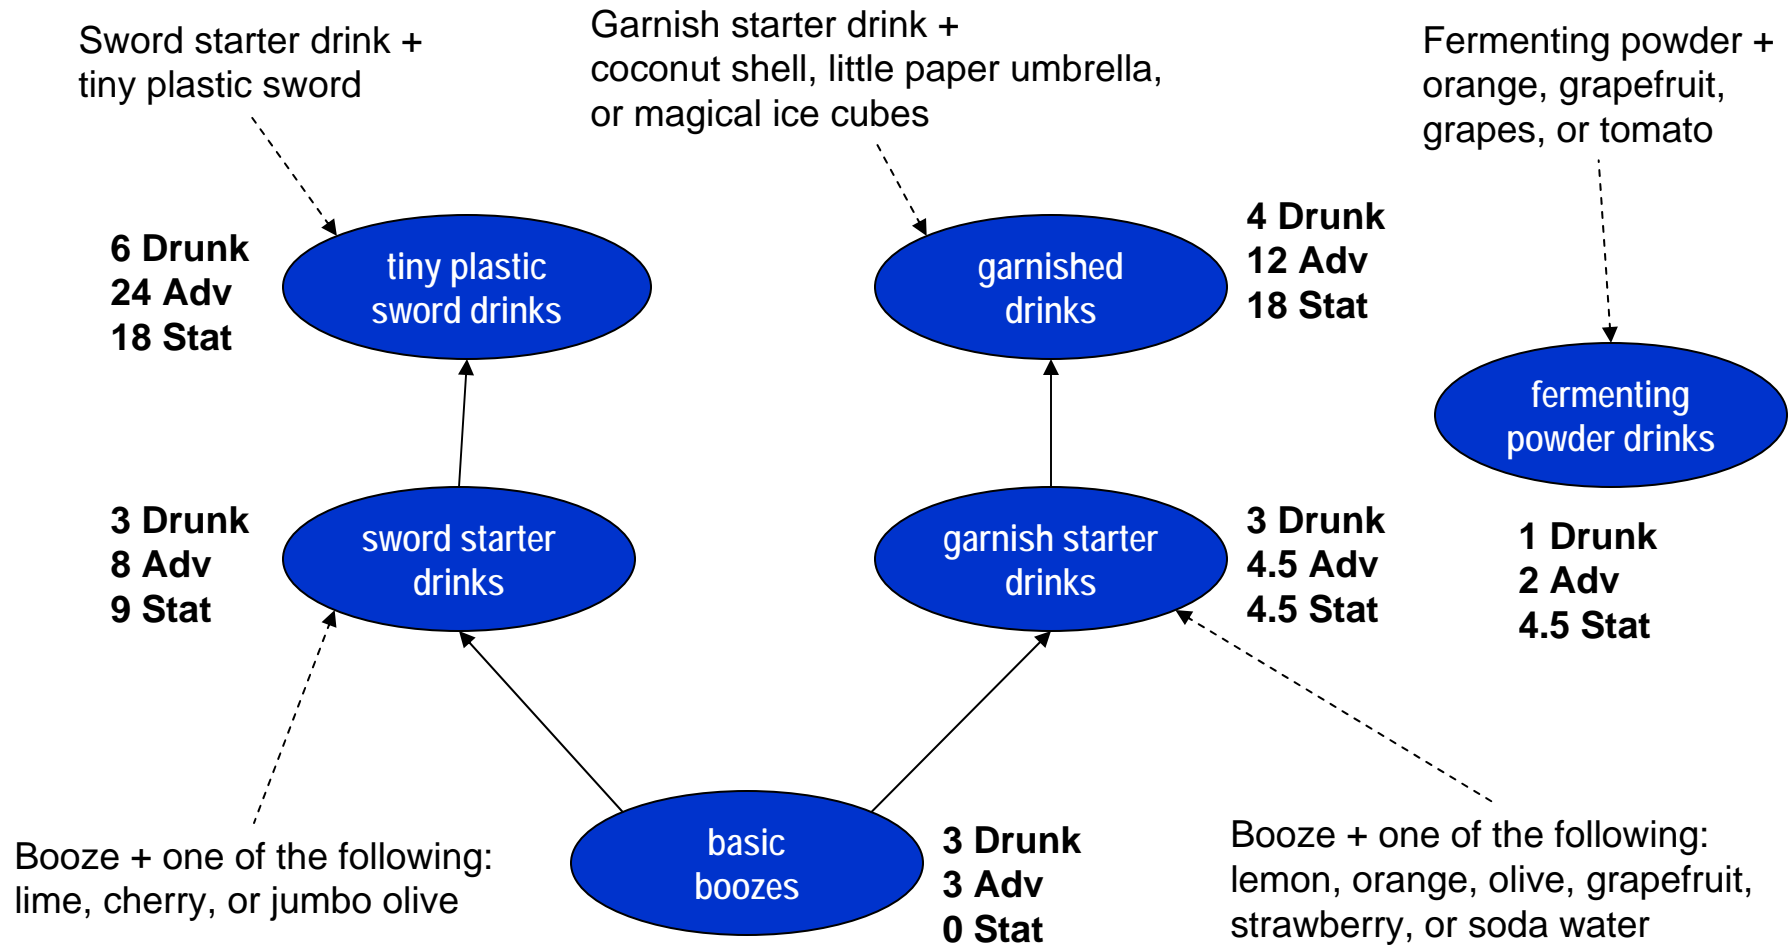 Sword starter drink +
tiny plastic sword
Garnish starter drink +
coconut shell, little paper umbrella,
or magical ice cubes
Fermenting powder +
orange, grapefruit,
grapes, or tomato
6 Drunk
24 Adv
18 Stat
tiny plastic
sword drinks
garnished
drinks
4 Drunk
12 Adv
18 Stat
fermenting
powder drinks
1 Drunk
2 Adv
4.5 Stat
3 Drunk
8 Adv
9 Stat
sword starter
drinks
garnish starter
drinks
3 Drunk
4.5 Adv
4.5 Stat
Booze + one of the following:
lime, cherry, or jumbo olive
basic
boozes
3 Drunk
3 Adv
0 Stat
Booze + one of the following:
lemon, orange, olive, grapefruit,
strawberry, or soda water